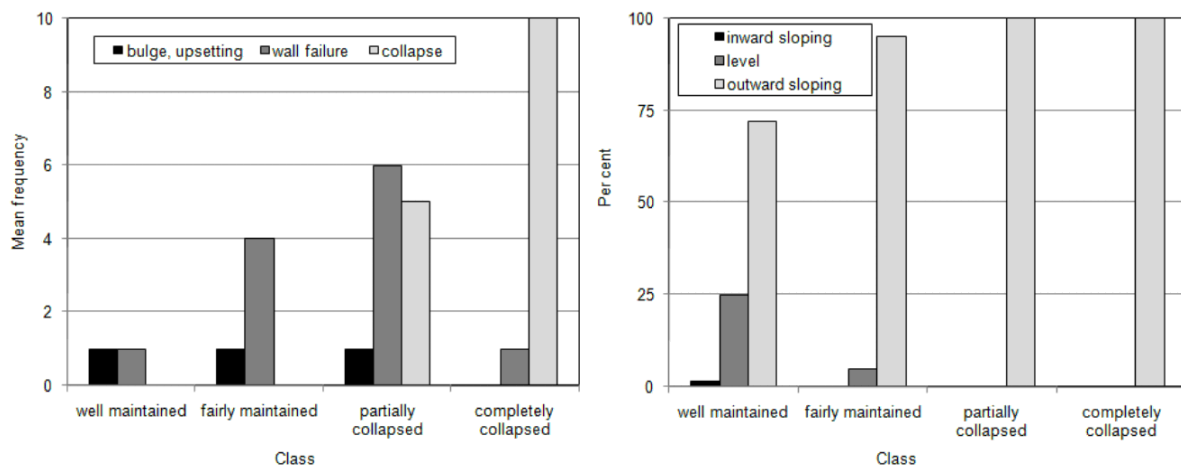 10
8
6
4
2
0
Mean frequency
bulge, upsetting wall failure collapse
well maintained fairly maintained partially collapsed completely collapsed
Class
100
75
50
25
0
Per cent
inward sloping
level
outward sloping
well maintained fairly maintained partially collapsed completely collapsed
Class